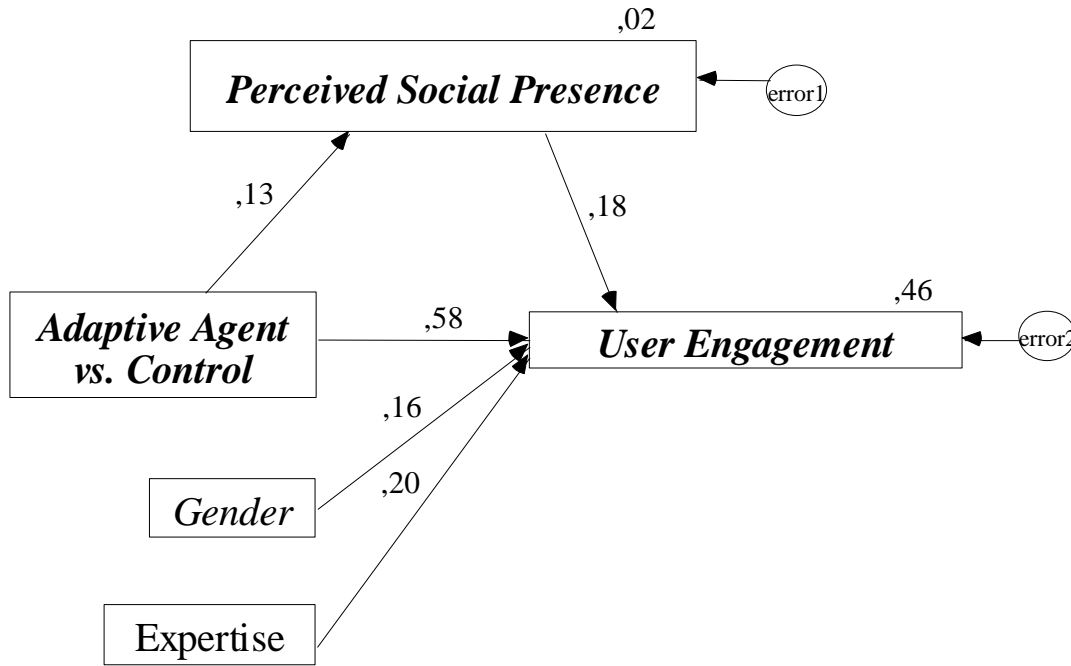 ,02
Perceived Social Presence
error1
,13
,18
,46
Adaptive Agent
vs. Control
,58
User Engagement
error2
,16
Gender
,20
Expertise